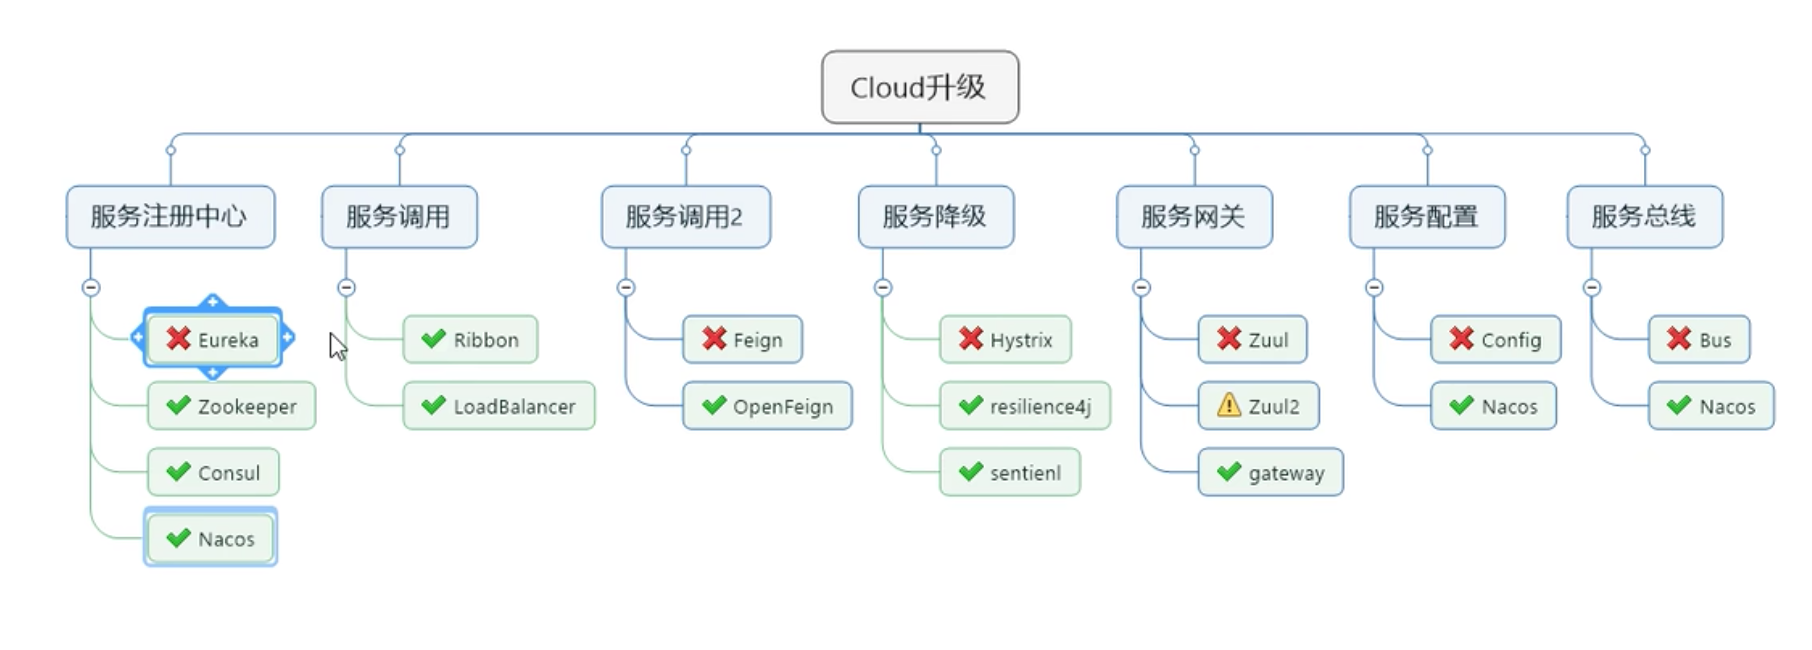 Cloud升级
服务注册中心
Eureka
Zookeeper
Consul
Nacos
服务调用
Ribbon
LoadBalancer
服务调用2
Feign
OpenFeign
服务降级
Hystrix
resilience4j
sentienl
服务网关
Zuul
Zuul2
gateway
服务配置
Config
Nacos
服务总线
Bus
Nacos